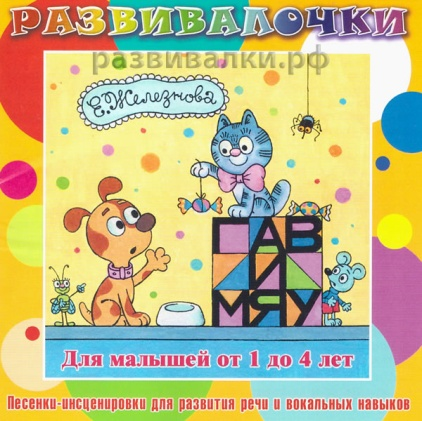 РАЗВИВАЛОЧКИ
развивалки.рф
Е. Железнова
ГАВ
И
МЯУ
Для малышей от 1 до 4 лет
Песенки-инсценировки для развития речи и вокальных навыков